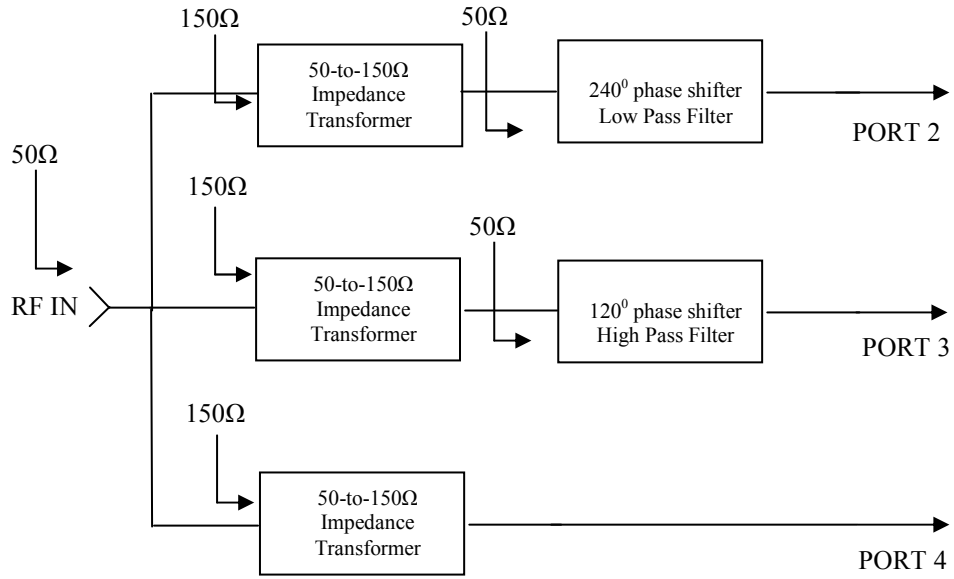 150Ω
50Ω
50-to-150Ω
Impedance
Transformer
240⁰ phase shifter
Low Pass Filter
PORT 2
50Ω
150Ω
50Ω
RF IN
50-to-150Ω
Impedance
Transformer
120⁰ phase shifter
High Pass Filter
PORT 3
150Ω
50-to-150Ω
Impedance
Transformer
PORT 4